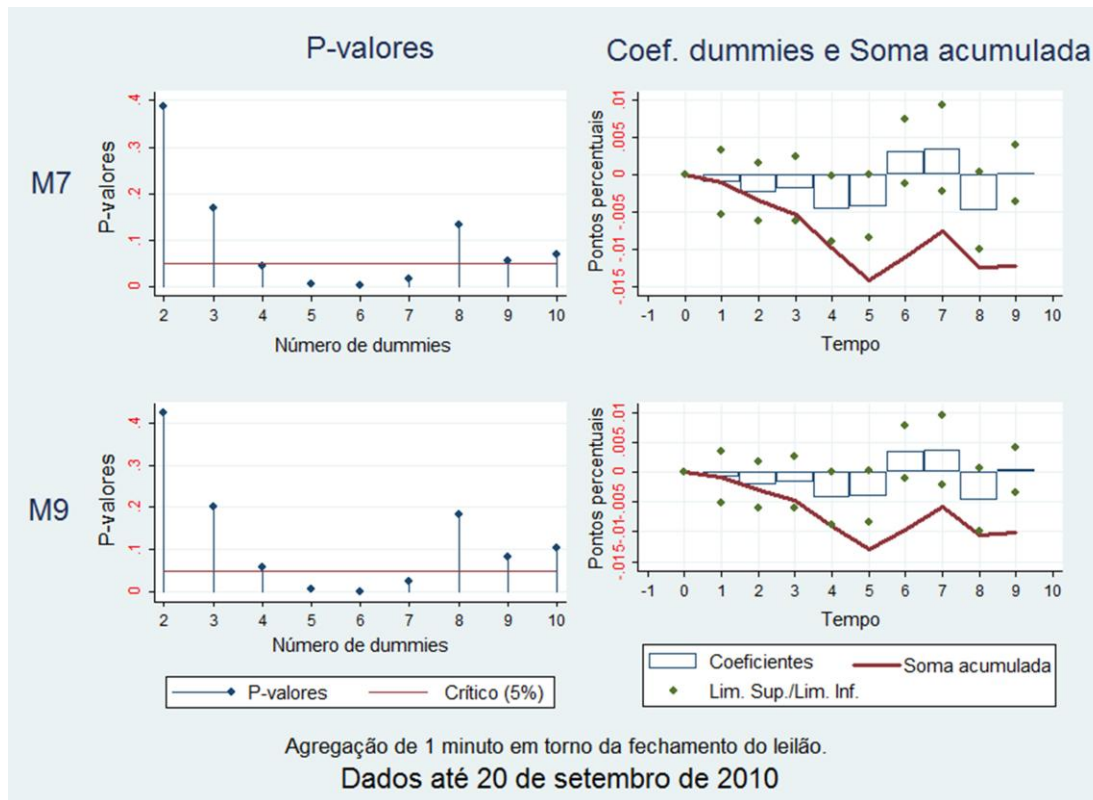 P-valores
Coef. dummies e Soma acumulada
M7
P-valores
.4
.3
.2
.1
0
2 3 4 5 6 7 8 9 10
Número de dummies
Pontos percentuais
.01
.005
0
-.005
-.01
-.015
-1 0 1 2 3 4 5 6 7 8 9 10
Tempo
M9
P-valores
.4
.3
.2
.1
0
2 3 4 5 6 7 8 9 10
Número de dummies
Pontos percentuais
.01
.005
0
-.005
-.01
-.015
-1 0 1 2 3 4 5 6 7 8 9 10
Tempo
P-valores
Crítico (5%)
Coeficientes
Soma acumulada
Lim. Sup./Lim. Inf.
Agregação de 1 minuto em torno da fechamento do leilão.
Dados até 20 de setembro de 2010